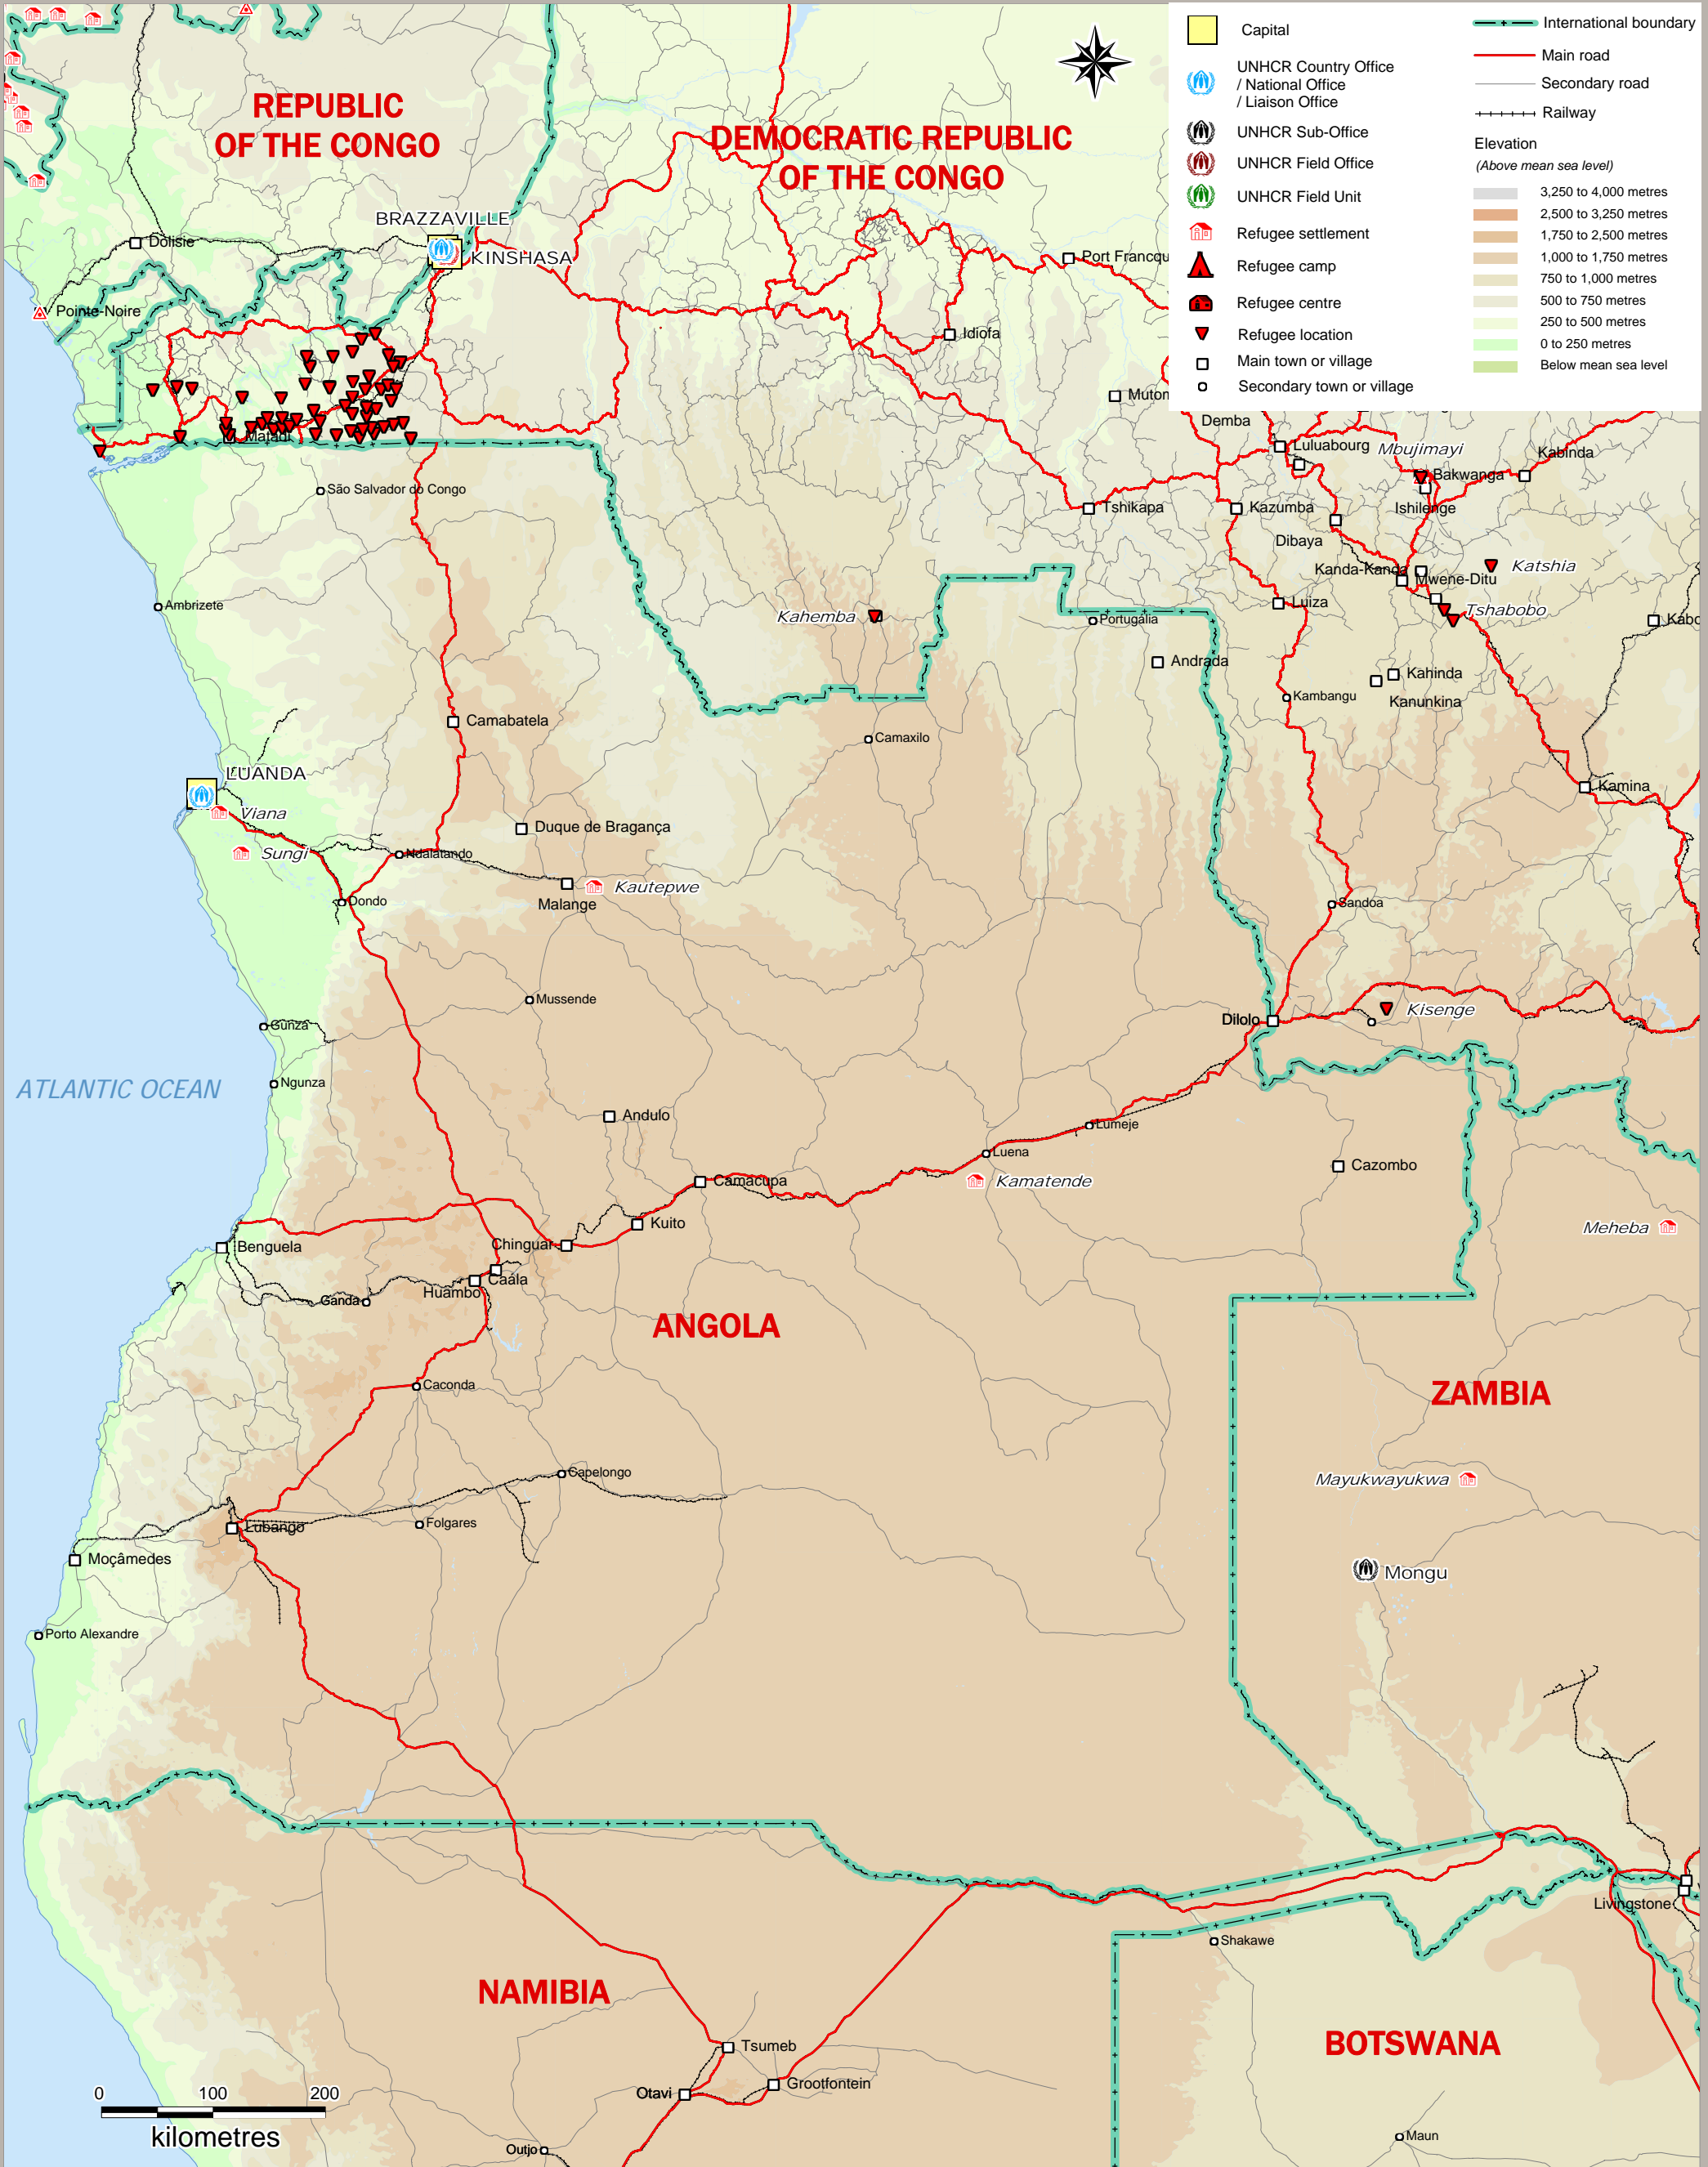 Capital
UNHCR Country Office
/ National Office
/ Liaison Office
UNHCR Sub-Office
UNHCR Field Office
UNHCR Field Unit
Refugee settlement
Refugee camp
Refugee centre
Refugee location
Main town or village
Secondary town or village
International boundary
Main road
Secondary road
Railway
Elevation
(Above mean sea level)
3,250 to 4,000 metres
2,500 to 3,250 metres
1,750 to 2,500 metres
1,000 to 1,750 metres
750 to 1,000 metres
500 to 750 metres
250 to 500 metres
0 to 250 metres
Below mean sea level
REPUBLIC
OF THE CONGO
DEMOCRATIC REPUBLIC
OF THE CONGO
BRAZZAVILLE
Dolisie
KINSHASA
Port Francqu
Pointe-Noire
Idiofa
Muton
Demba
Matadi
Luluabourg
Mbujimayi
Kabinda
Bakwanga
São Salvador do Congo
Tshikapa
Kazumba
Ishilenge
Dibaya
Kanda-Kanda
Katshia
Mwene-Ditu
Ambrizete
Luiza
Tshabobo
Kahemba
Portugália
Kabo
Andrada
Kahinda
Kambangu
Kanunkina
Camabatela
Camaxilo
LUANDA
Kamina
Viana
Duque de Bragança
Sungi
Ndalatando
Kautepwe
Malange
Dondo
Sandoa
Mussende
Kisenge
Dilolo
Gunza
Ngunza
ATLANTIC OCEAN
Andulo
Lumeje
Luena
Cazombo
Camacupa
Kamatende
Kuito
Meheba
Chinguar
Benguela
Caála
Huambo
Ganda
ANGOLA
Caconda
ZAMBIA
Capelongo
Mayukwayukwa
Folgares
Lubango
Moçâmedes
Mongu
Porto Alexandre
Livingstone
Shakawe
NAMIBIA
BOTSWANA
Tsumeb
Grootfontein
Otavi
Outjo
Maun
0 100 200
kilometres